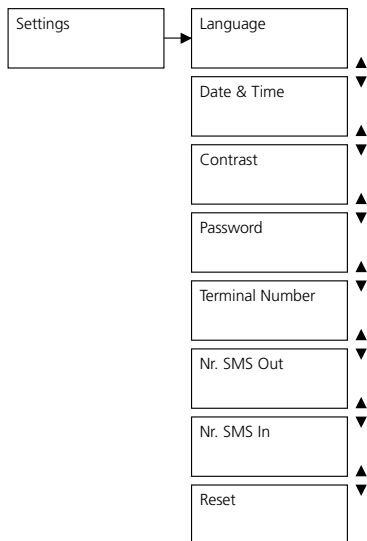 Settings
Language
Date & Time
Contrast
Password
Terminal Number
Nr. SMS Out
Nr. SMS In
Reset